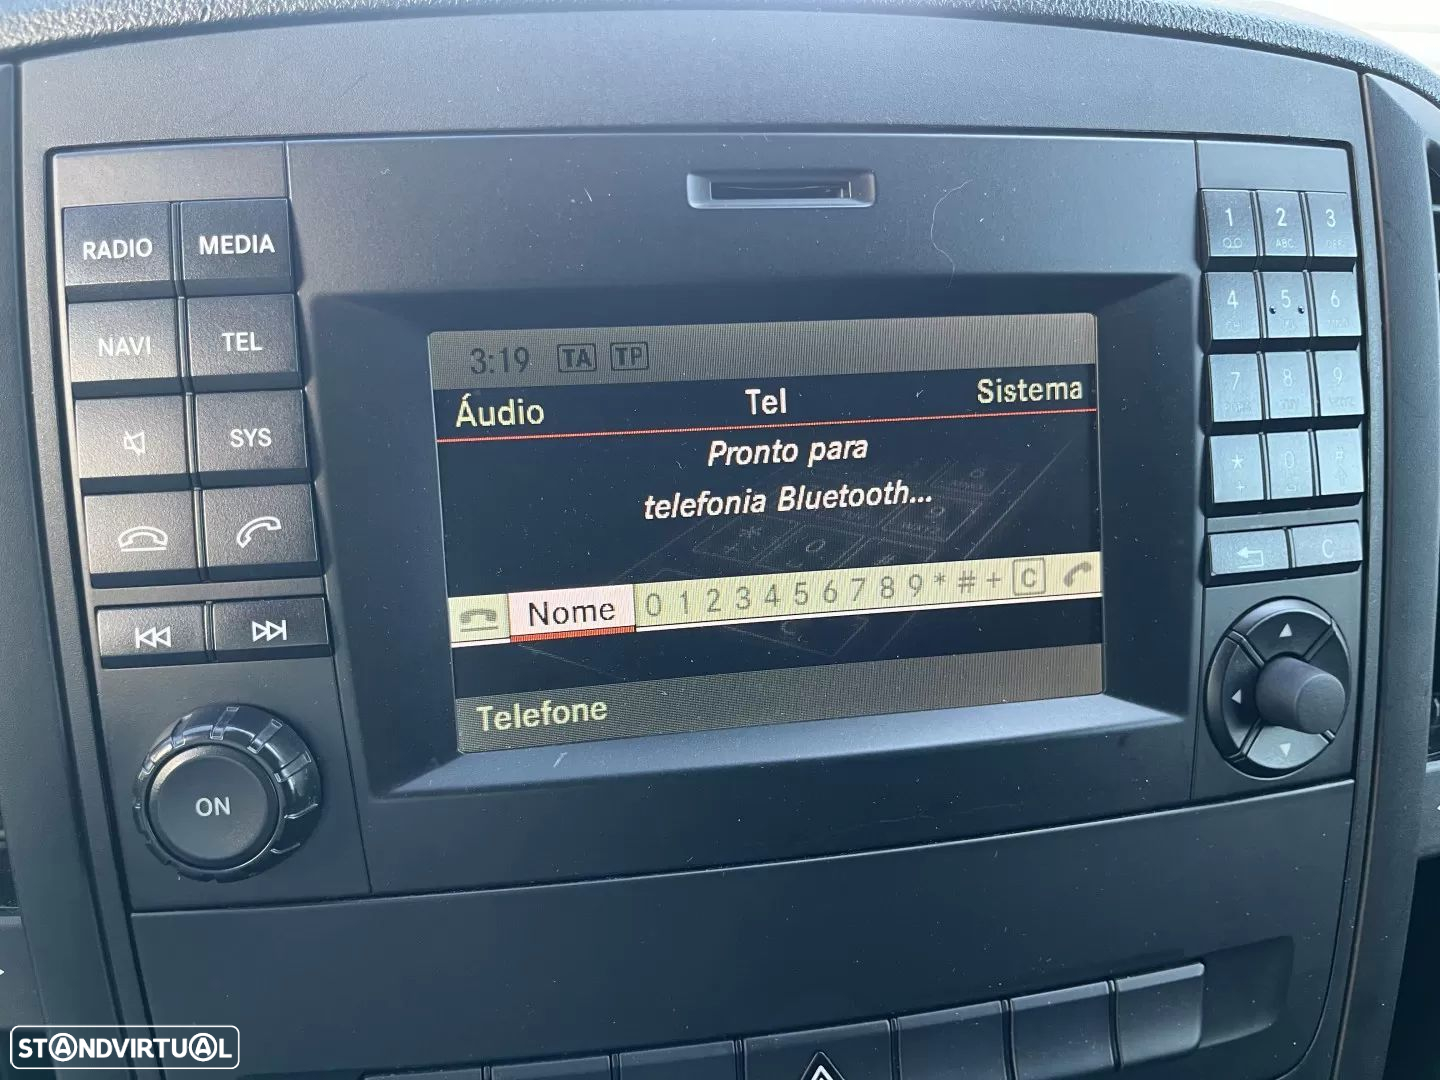 RADIO MEDIA
NAVI TEL
SYS
ON
3:19 TA TP
Áudio Tel Sistema
Pronto para
telefonia Bluetooth...
Nome 0 1 2 3 4 5 6 7 8 9 * # + C
Telefone
1 2 ABC 3
4 5 6
7 8 9
* + 0 #
C
STANDVIRTUAL